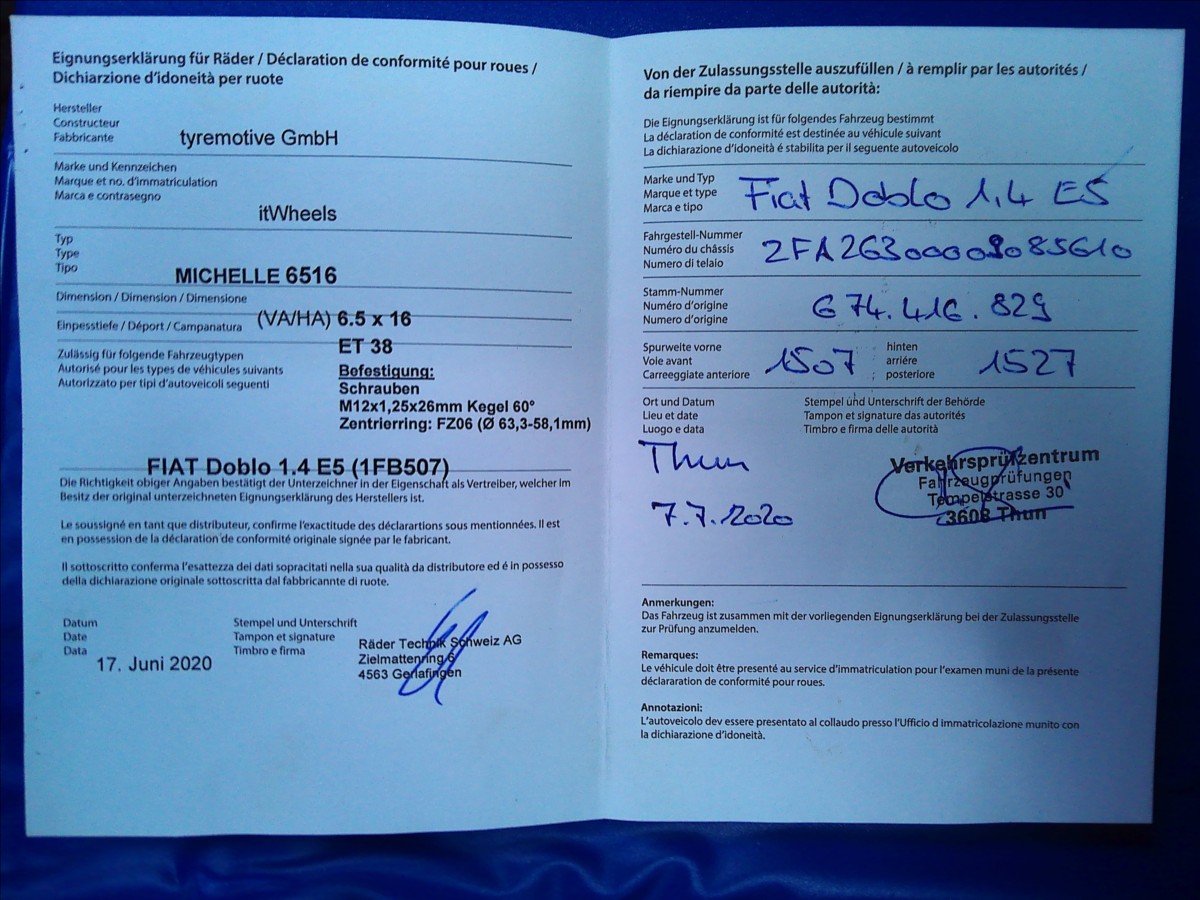 Eignungserklärung für Räder / Déclaration de conformité pour roues /
Dichiarzione d'idoneità per ruote
Hersteller
Constructeur
Fabbricante
tyremotive GmbH
Marke und Kennzeichen
Marque et no. d'immatriculation
Marca e contrasegno
itWheels
Typ
Type
Tipo
MICHELLE 6516
Dimension / Dimension / Dimensione
(VA/HA) 6.5 x 16
Einpesstiefe / Déport / Campanatura
ET 38
Zulässig für folgende Fahrzeugtypen
Autorisé pour les types de véhicules suivants
Autorizzato per tipi d'autoveicoli seguenti
Befestigung:
Schrauben
M12x1,25x26mm Kegel 60°
Zentrierring: FZ06 (Ø 63,3-58,1mm)
FIAT Doblo 1.4 E5 (1FB507)
Die Richtigkeit obiger Angaben bestätigt der Unterzeichner in der Eigenschaft als Vertreiber, welcher im
Besitz der original unterzeichneten Eignungserklärung des Herstellers ist.
Le soussigné en tant que distributeur, confirme l'exactitude des déclarartions sous mentionnées. Il est
en possession de la déclaration de conformité originale signée par le fabricant.
Il sottoscritto conferma l'esattezza dei dati sopracitati nella sua qualità da distributore ed é in possesso
della dichiarazione originale sottoscritta dal fabbricannte di ruote.
Datum
Date
Data
17. Juni 2020
Stempel und Unterschrift
Tampon et signature
Timbro e firma
Räder Technik Schweiz AG
Zielmattenring 6
4563 Gerlafingen
Von der Zulassungsstelle auszufüllen / à remplir par les autorités /
da riempire da parte delle autorità:
Die Eignungserklärung ist für folgendes Fahrzeug bestimmt
La déclaration de conformité est destinée au véhicule suivant
La dichiarazione d'idoneità é stabilita per il seguente autoveicolo
Marke und Typ
Marque et type
Marca e tipo
Fiat Doblo 1,4 E5
Fahrgestell-Nummer
Numéro du châssis
Numero di telaio
ZFA26300009085610
Stamm-Nummer
Numéro d'origine
Numero d'origine
674.416.829
Spurweite vorne
Voie avant
Carreeggiate anteriore
1507
: hinten
arriére
: posteriore
1527
Ort und Datum
Lieu et date
Luogo e data
Thun
7.7.2020
Stempel und Unterschrift der Behörde
Tampon et signature das autorités
Timbro e firma delle autorità
Verkehrsprüfzentrum
Fahrzeugprüfungen
Tempelstrasse 30
3608 Thun
Anmerkungen:
Das Fahrzeug ist zusammen mit der vorliegenden Eignungserklärung bei der Zulassungsstelle
zur Prüfung anzumelden.
Remarques:
Le véhicule doit être presenté au service d'immatriculation pour l'examen muni de la présente
déclararation de conformité pour roues.
Annotazioni:
L'autoveicolo dev essere presentato al collaudo presso l'Ufficio d immatricolazione munito con
la dichiarazione d'idoneità.